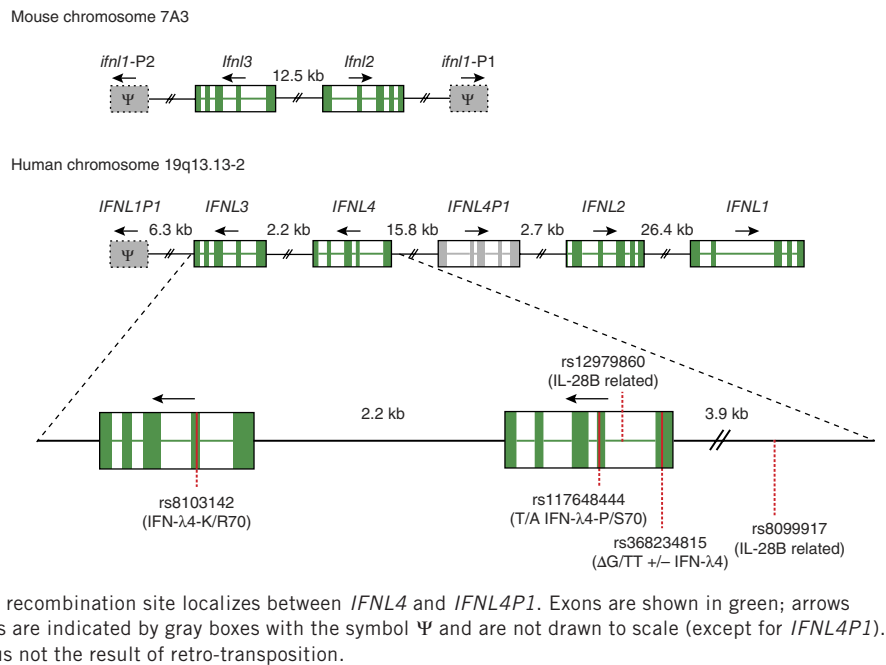 Mouse chromosome 7A3
ifnl1-P2 Ifnl3 12.5 kb Ifnl2 ifnl1-P1
Ψ Ψ
Human chromosome 19q13.13-2
IFNL1P1 IFNL3 IFNL4 IFNL4P1 IFNL2 IFNL1
6.3 kb 2.2 kb 15.8 kb 2.7 kb 26.4 kb
Ψ
rs12979860
(IL-28B related)
2.2 kb 3.9 kb
rs8103142
(IFN-λ4-K/R70)
rs117648444
(T/A IFN-λ4-P/S70)
rs368234815
(ΔG/TT +/– IFN-λ4)
rs8099917
(IL-28B related)
recombination site localizes between IFNL4 and IFNL4P1. Exons are shown in green; arrows
s are indicated by gray boxes with the symbol Ψ and are not drawn to scale (except for IFNL4P1).
us not the result of retro-transposition.